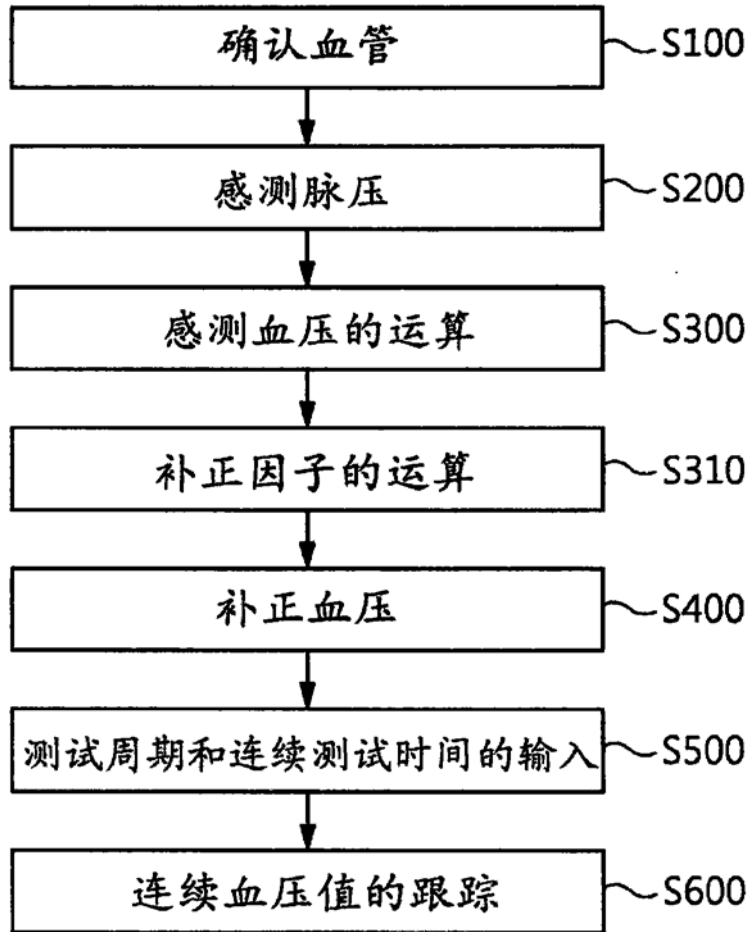 确认血管 S100
感测脉压 S200
感测血压的运算 S300
补正因子的运算 S310
补正血压 S400
测试周期和连续测试时间的输入 S500
连续血压值的跟踪 S600